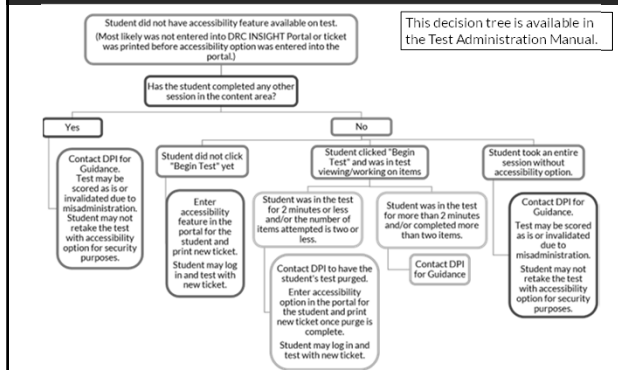 Student did not have accessibility feature available on test.
(Most likely was not entered into DRC INSIGHT Portal or ticket
was printed before accessibility option was entered into the
portal.)
This decision tree is available in
the Test Administration Manual.
Has the student completed any other
session in the content area?
Yes
No
Contact DPI for
Guidance.
Test may be
scored as is or
invalidated due to
misadministration.
Student may not
retake the test
with accessibility
option for security
purposes.
Student did not click
"Begin Test" yet
Enter
accessibility
feature in the
portal for the
student and
print new ticket.
Student may log
in and test with
new ticket.
Student clicked "Begin
Test" and was in test
viewing/working on items
Student was in the test
for 2 minutes or less
and/or the number of
items attempted is two or
less.
Contact DPI to have the
student's test purged.
Enter accessibility
option in the portal for
the student and print
new ticket once purge is
complete.
Student may log in and
test with new ticket.
Student was in the test
for more than 2 minutes
and/or completed more
than two items.
Contact DPI
for Guidance
Student took an entire
session without
accessibility option.
Contact DPI for
Guidance.
Test may be scored
as is or invalidated
due to
misadministration.
Student may not
retake the test
with accessibility
option for security
purposes.